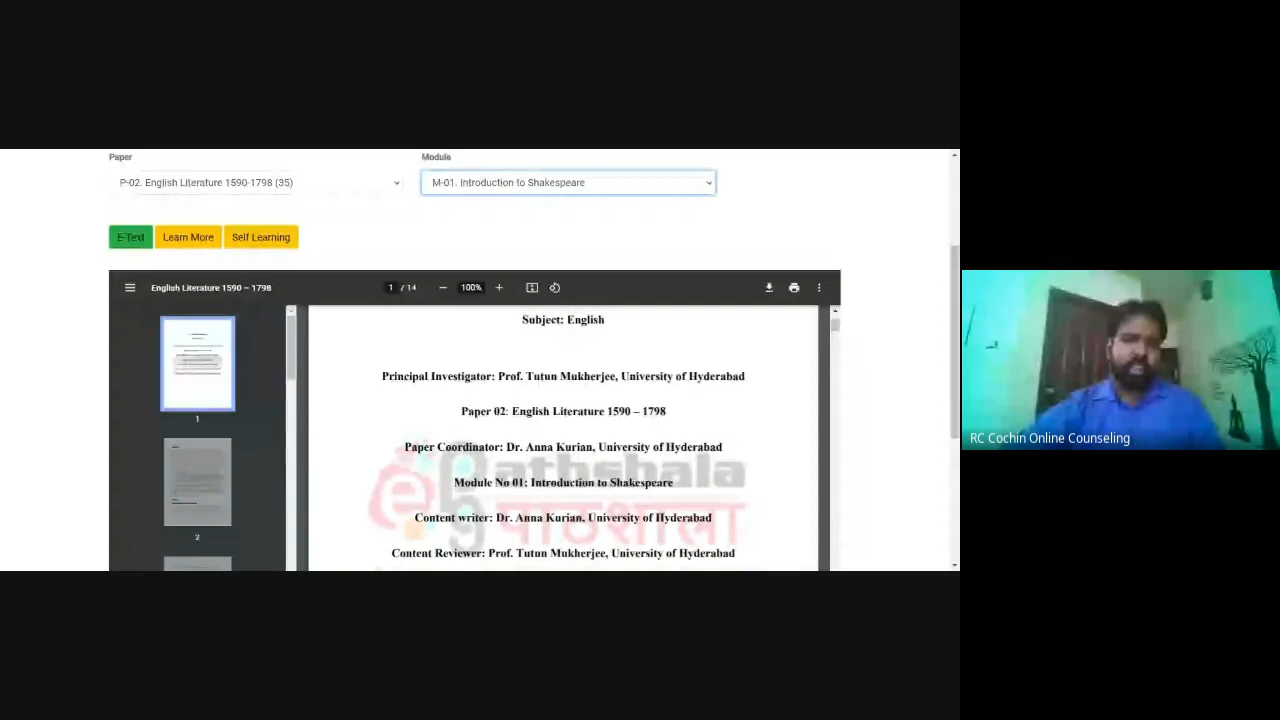 Paper
Module
P-02. English Literature 1590-1798 (35)
M-01. Introduction to Shakespeare
E-Text
Learn More
Self Learning
English Literature 1590 – 1798
1 / 14
100%
Subject: English
Principal Investigator: Prof. Tutun Mukherjee, University of Hyderabad
Paper 02: English Literature 1590 – 1798
Paper Coordinator: Dr. Anna Kurian, University of Hyderabad
athshala
Module No 01: Introduction to Shakespeare
Content writer: Dr. Anna Kurian, University of Hyderabad
पाठशाला
Content Reviewer: Prof. Tutun Mukherjee, University of Hyderabad
1
2
RC Cochin Online Counseling